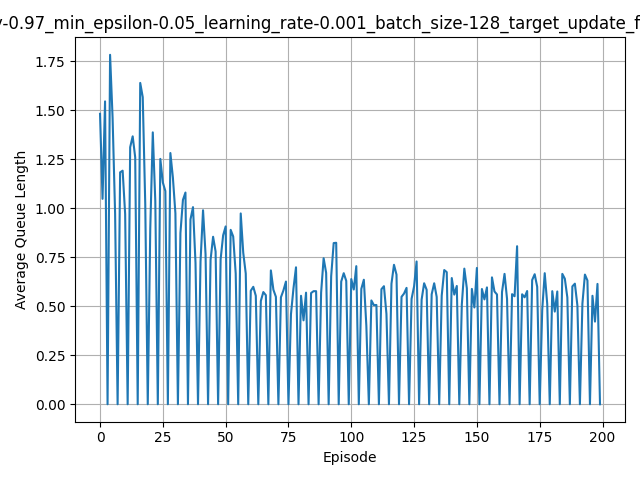 y-0.97_min_epsilon-0.05_learning_rate-0.001_batch_size-128_target_update_f
1.75
1.50
1.25
1.00
0.75
0.50
0.25
0.00
Average Queue Length
0 25 50 75 100 125 150 175 200
Episode